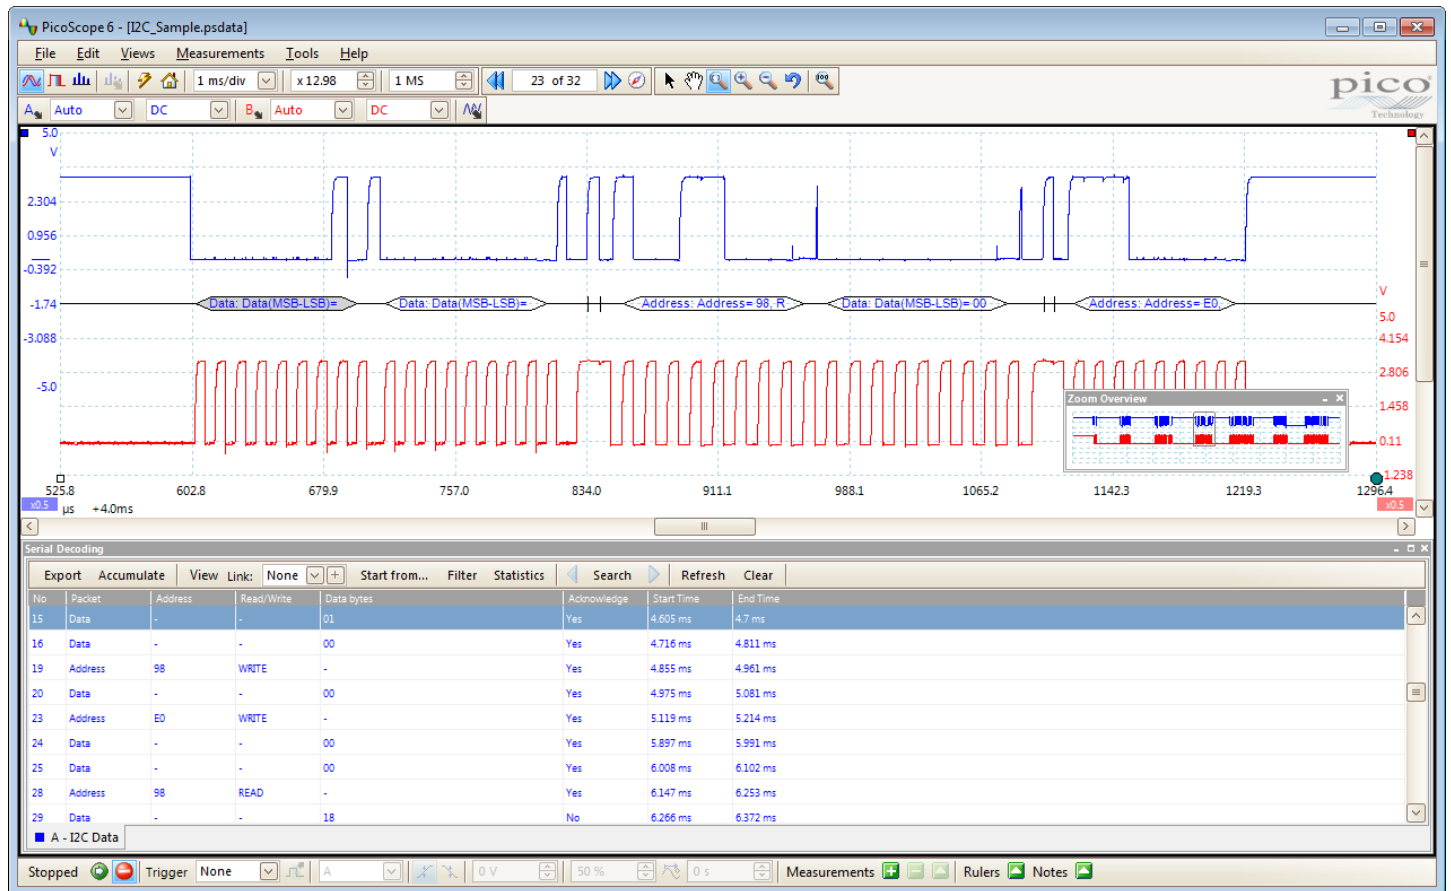 PicoScope 6 - [I2C_Sample.psdata]
File Edit Views Measurements Tools Help
1 ms/div x 12.98 1 MS 23 of 32
pico
Technology
A Auto DC B Auto DC
5.0
V
2.304
0.956
-0.392
-1.74
-3.088
-5.0
Data: Data(MSB-LSB)= Data: Data(MSB-LSB)= Address: Address= 98, R Data: Data(MSB-LSB)= 00 Address: Address= E0,
V
5.0
4.154
2.806
1.458
0.11
-1.238
Zoom Overview
525.8 602.8 679.9 757.0 834.0 911.1 988.1 1065.2 1142.3 1219.3 1296.4
x0.5 µs +4.0ms x0.5
Serial Decoding
Export Accumulate View Link: None Start from... Filter Statistics Search Refresh Clear
No Packet Address Read/Write Data bytes Acknowledge Start Time End Time
15 Data - - 01 Yes 4.605 ms 4.7 ms
16 Data - - 00 Yes 4.716 ms 4.811 ms
19 Address 98 WRITE - Yes 4.855 ms 4.961 ms
20 Data - - 00 Yes 4.975 ms 5.081 ms
23 Address E0 WRITE - Yes 5.119 ms 5.214 ms
24 Data - - 00 Yes 5.897 ms 5.991 ms
25 Data - - 00 Yes 6.008 ms 6.102 ms
28 Address 98 READ - Yes 6.147 ms 6.253 ms
29 Data - - 18 No 6.266 ms 6.372 ms
A - I2C Data
Stopped Trigger None A 0 V 50 % 0 s Measurements Rulers Notes